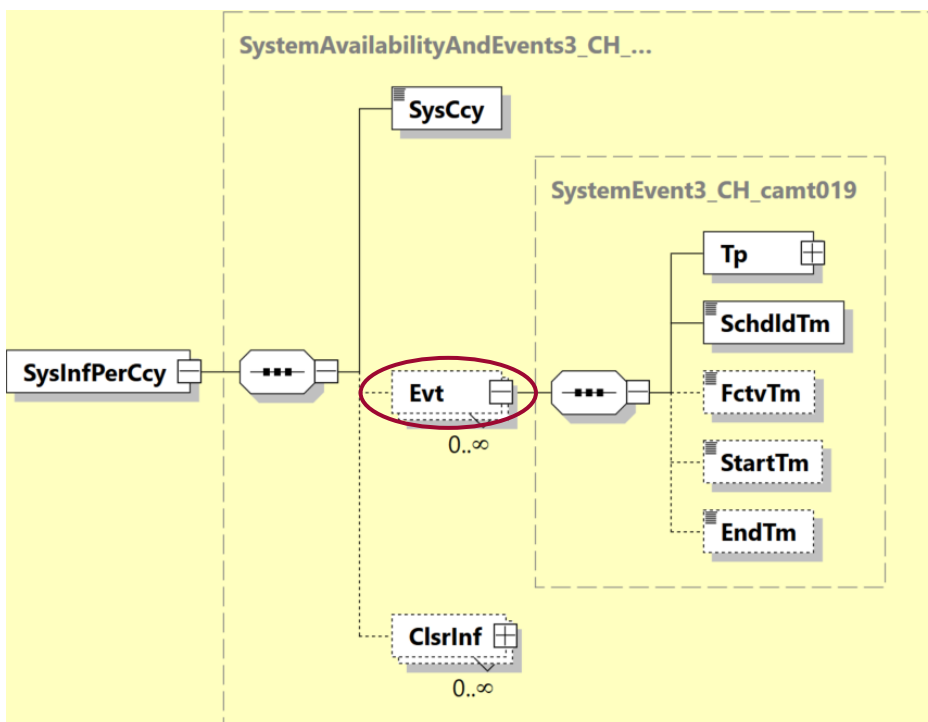 SystemAvailabilityAndEvents3_CH_...
SysCcy
SystemEvent3_CH_camt019
Tp
SchdldTm
SysInfPerCcy
Evt
FctvTm
0..∞
StartTm
EndTm
ClsrInf
0..∞